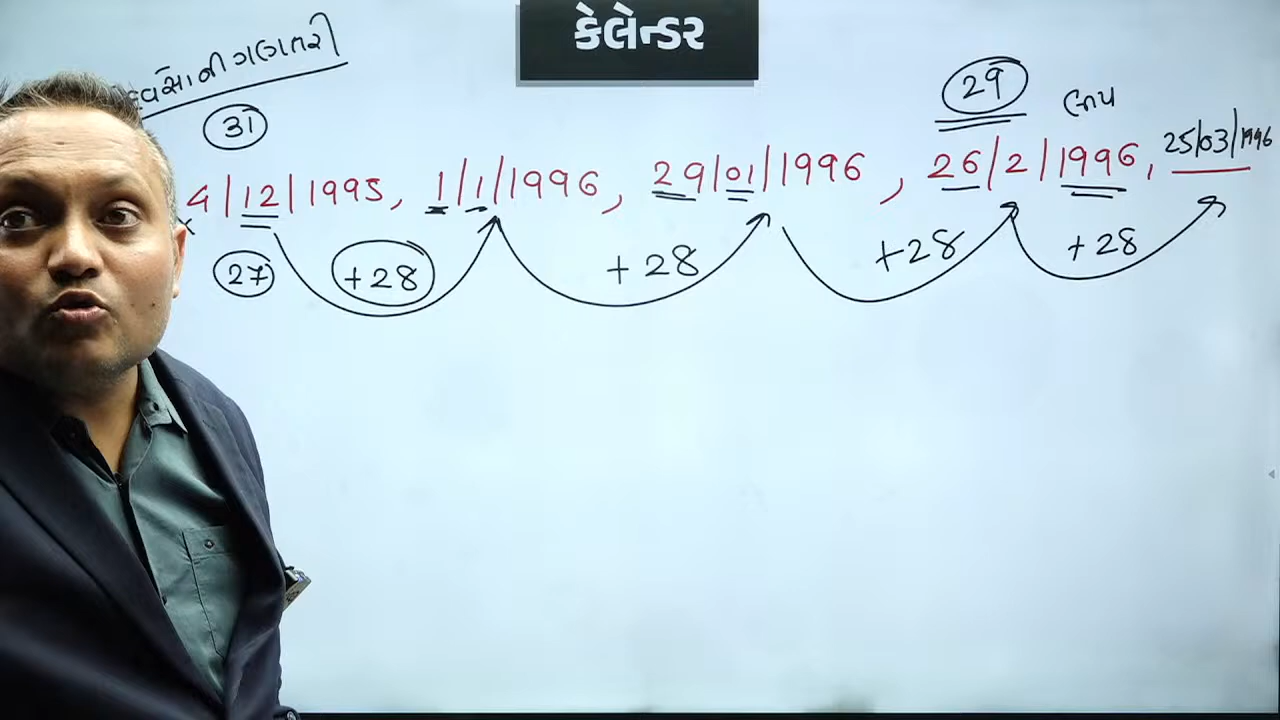 કેલેન્ડર
દિવસોની ગણતરી
31
29
લીપ
4/12/1995, 1/1/1996, 29/01/1996, 26/2/1996, 25/03/1996
27 +28 +28 +28 +28